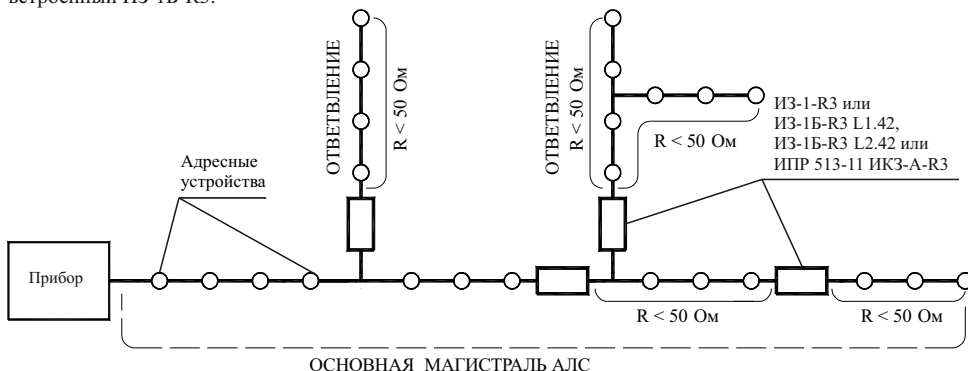 встроенный ИЗ-1Б-R3.
ОТВЕТВЛЕНИЕ
R < 50 Ом
ОТВЕТВЛЕНИЕ
R < 50 Ом
R < 50 Ом
ИЗ-1-R3 или
ИЗ-1Б-R3 L1.42,
ИЗ-1Б-R3 L2.42 или
ИПР 513-11 ИКЗ-А-R3
Адресные
устройства
Прибор
R < 50 Ом
R < 50 Ом
ОСНОВНАЯ МАГИСТРАЛЬ АЛС